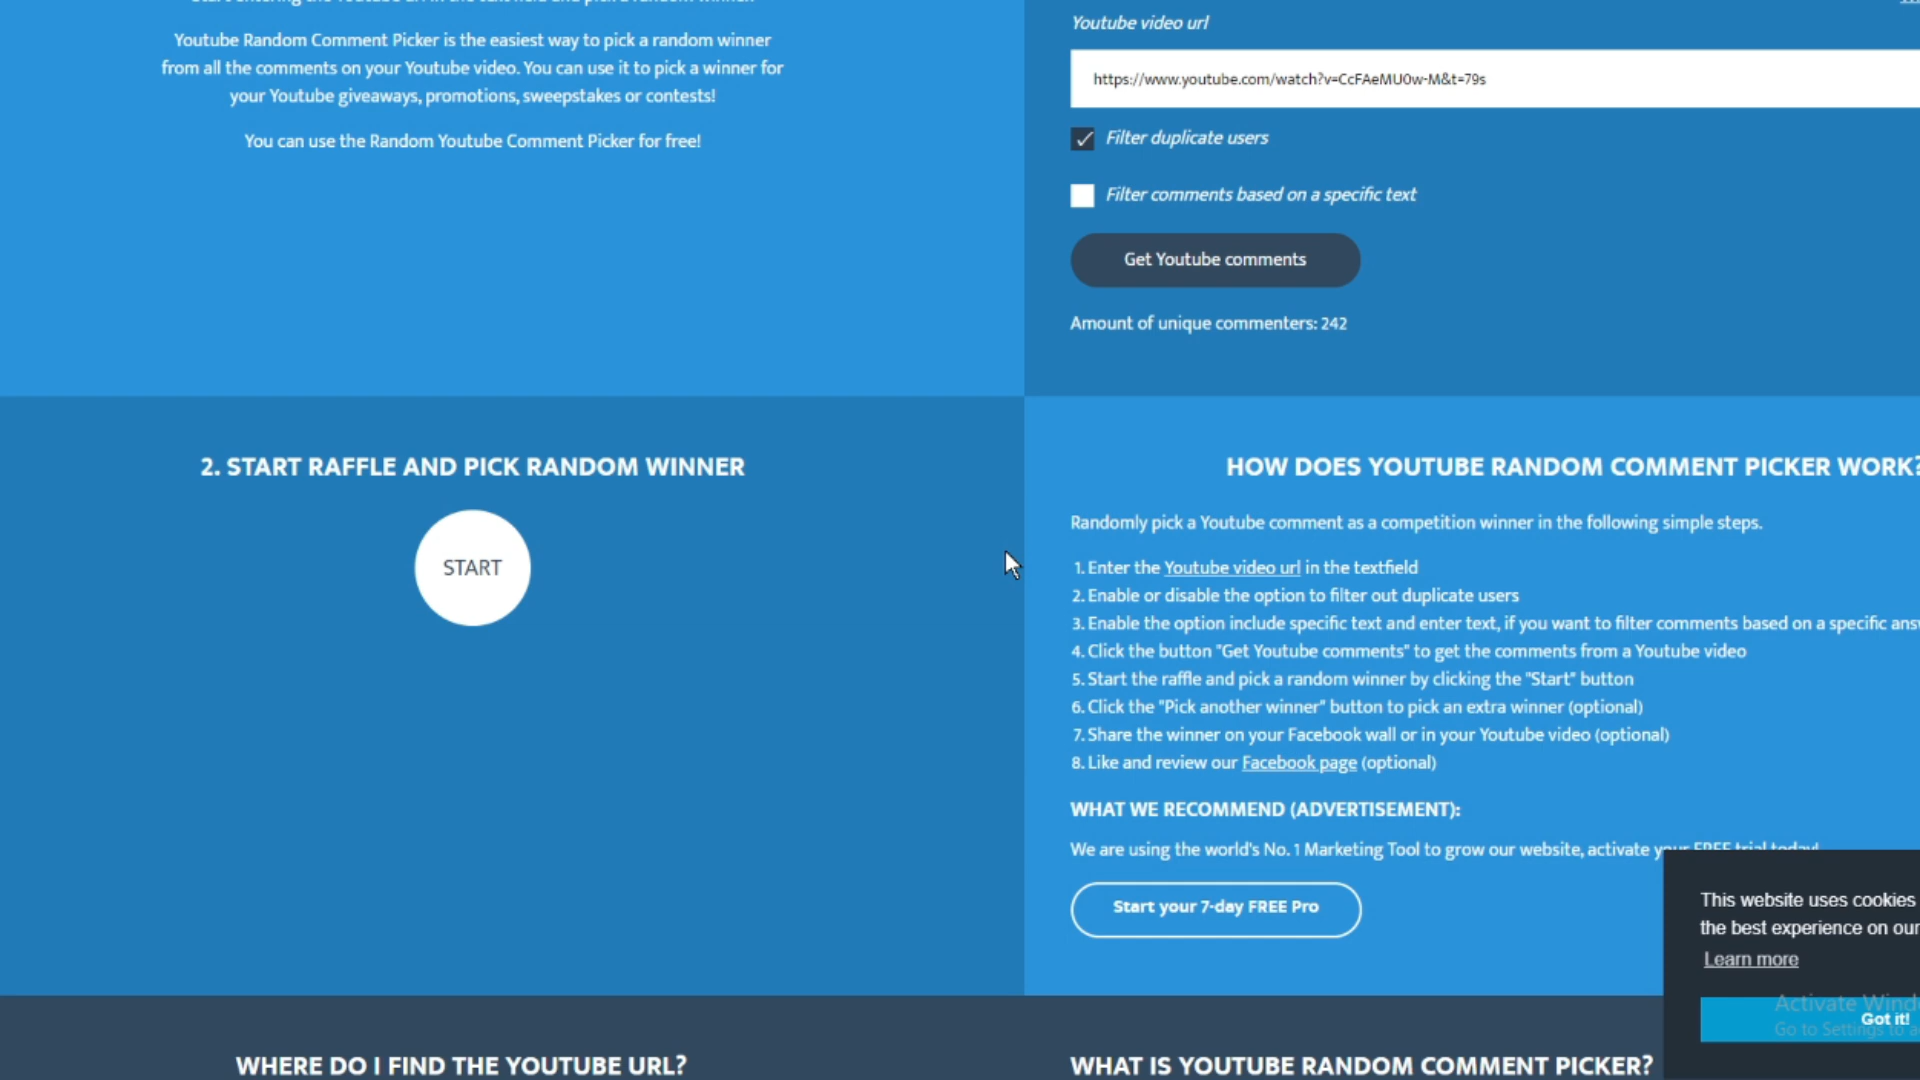 Youtube Random Comment Picker is the easiest way to pick a random winner
from all the comments on your Youtube video. You can use it to pick a winner for
your Youtube giveaways, promotions, sweepstakes or contests!
You can use the Random Youtube Comment Picker for free!
Youtube video url
https://www.youtube.com/watch?v=CcFAeMU0w-M&t=79s
Filter duplicate users
Filter comments based on a specific text
Get Youtube comments
Amount of unique commenters: 242
2. START RAFFLE AND PICK RANDOM WINNER
START
HOW DOES YOUTUBE RANDOM COMMENT PICKER WORK?
Randomly pick a Youtube comment as a competition winner in the following simple steps.
1. Enter the Youtube video url in the textfield
2. Enable or disable the option to filter out duplicate users
3. Enable the option include specific text and enter text, if you want to filter comments based on a specific
4. Click the button "Get Youtube comments" to get the comments from a Youtube video
5. Start the raffle and pick a random winner by clicking the "Start" button
6. Click the "Pick another winner" button to pick an extra winner (optional)
7. Share the winner on your Facebook wall or in your Youtube video (optional)
8. Like and review our Facebook page (optional)
WHAT WE RECOMMEND (ADVERTISEMENT):
We are using the world's No. 1 Marketing Tool to grow our website, activate your FREE trial today!
Start your 7-day FREE Pro
This website uses cookies
the best experience on our
Learn more
Activate Wind
Got it!
Go to Settings to a
WHERE DO I FIND THE YOUTUBE URL?
WHAT IS YOUTUBE RANDOM COMMENT PICKER?